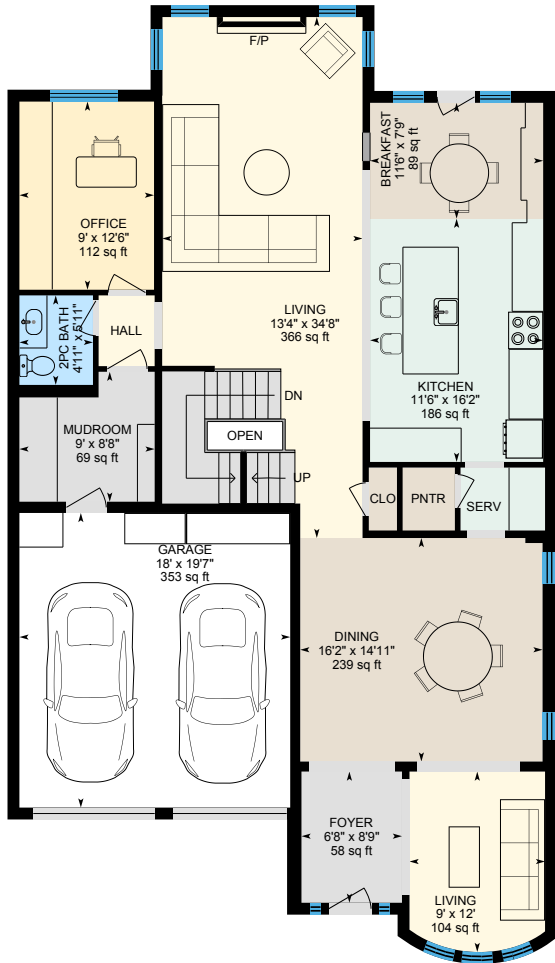 F/P
BREAKFAST
11'6" x 7'9"
89 sq ft
OFFICE
9' x 12'6"
112 sq ft
2PC BATH
4'11" x 5'11"
HALL
LIVING
13'4" x 34'8"
366 sq ft
KITCHEN
11'6" x 16'2"
186 sq ft
DN
OPEN
UP
MUDROOM
9' x 8'8"
69 sq ft
CLO
PNTR
SERV
GARAGE
18' x 19'7"
353 sq ft
DINING
16'2" x 14'11"
239 sq ft
FOYER
6'8" x 8'9"
58 sq ft
LIVING
9' x 12'
104 sq ft